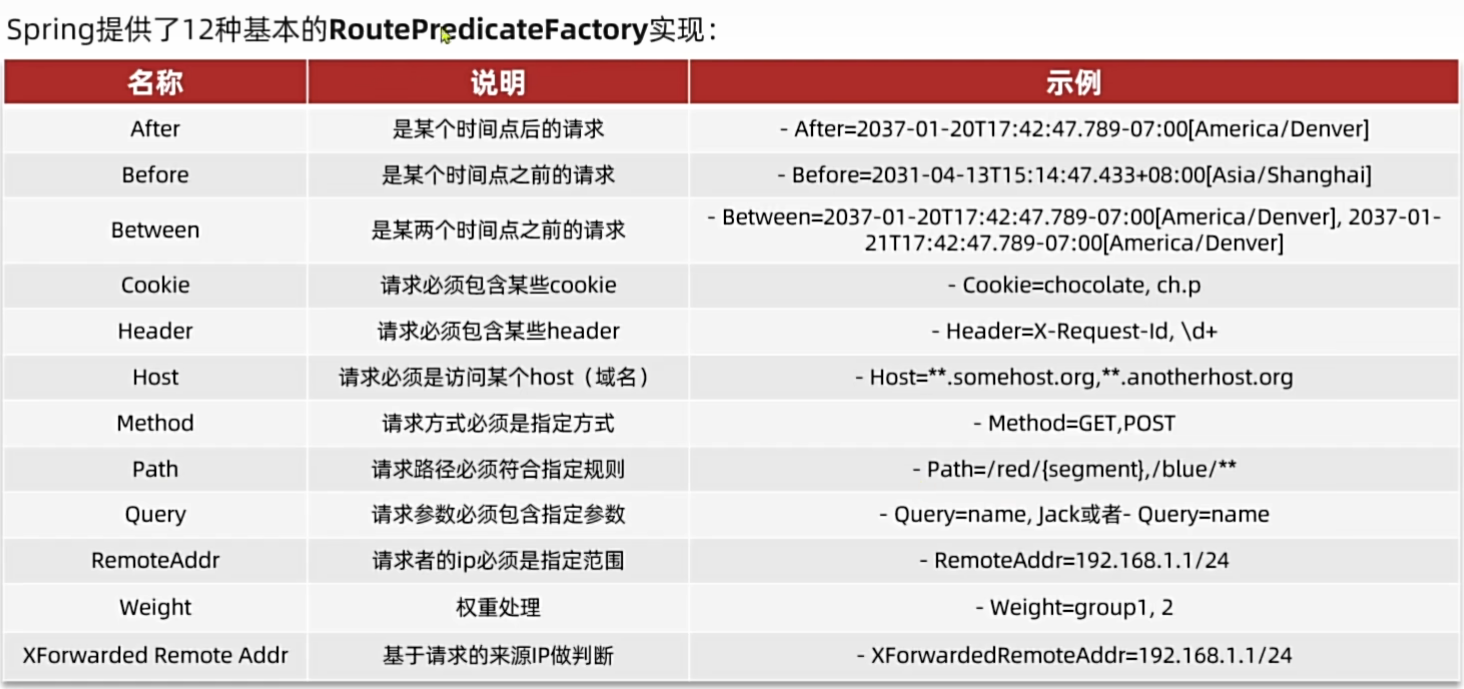 Spring提供了12种基本的RoutePredicateFactory实现：
名称 说明 示例
After 是某个时间点后的请求 - After=2037-01-20T17:42:47.789-07:00[America/Denver]
Before 是某个时间点之前的请求 - Before=2031-04-13T15:14:47.433+08:00[Asia/Shanghai]
Between 是某两个时间点之前的请求 - Between=2037-01-20T17:42:47.789-07:00[America/Denver], 2037-01-
21T17:42:47.789-07:00[America/Denver]
Cookie 请求必须包含某些cookie - Cookie=chocolate, ch.p
Header 请求必须包含某些header - Header=X-Request-Id, \d+
Host 请求必须是访问某个host（域名） - Host=**.somehost.org,**.anotherhost.org
Method 请求方式必须是指定方式 - Method=GET,POST
Path 请求路径必须符合指定规则 - Path=/red/{segment},/blue/**
Query 请求参数必须包含指定参数 - Query=name, Jack或者- Query=name
RemoteAddr 请求者的ip必须是指定范围 - RemoteAddr=192.168.1.1/24
Weight 权重处理 - Weight=group1, 2
XForwarded Remote Addr 基于请求的来源IP做判断 - XForwardedRemoteAddr=192.168.1.1/24